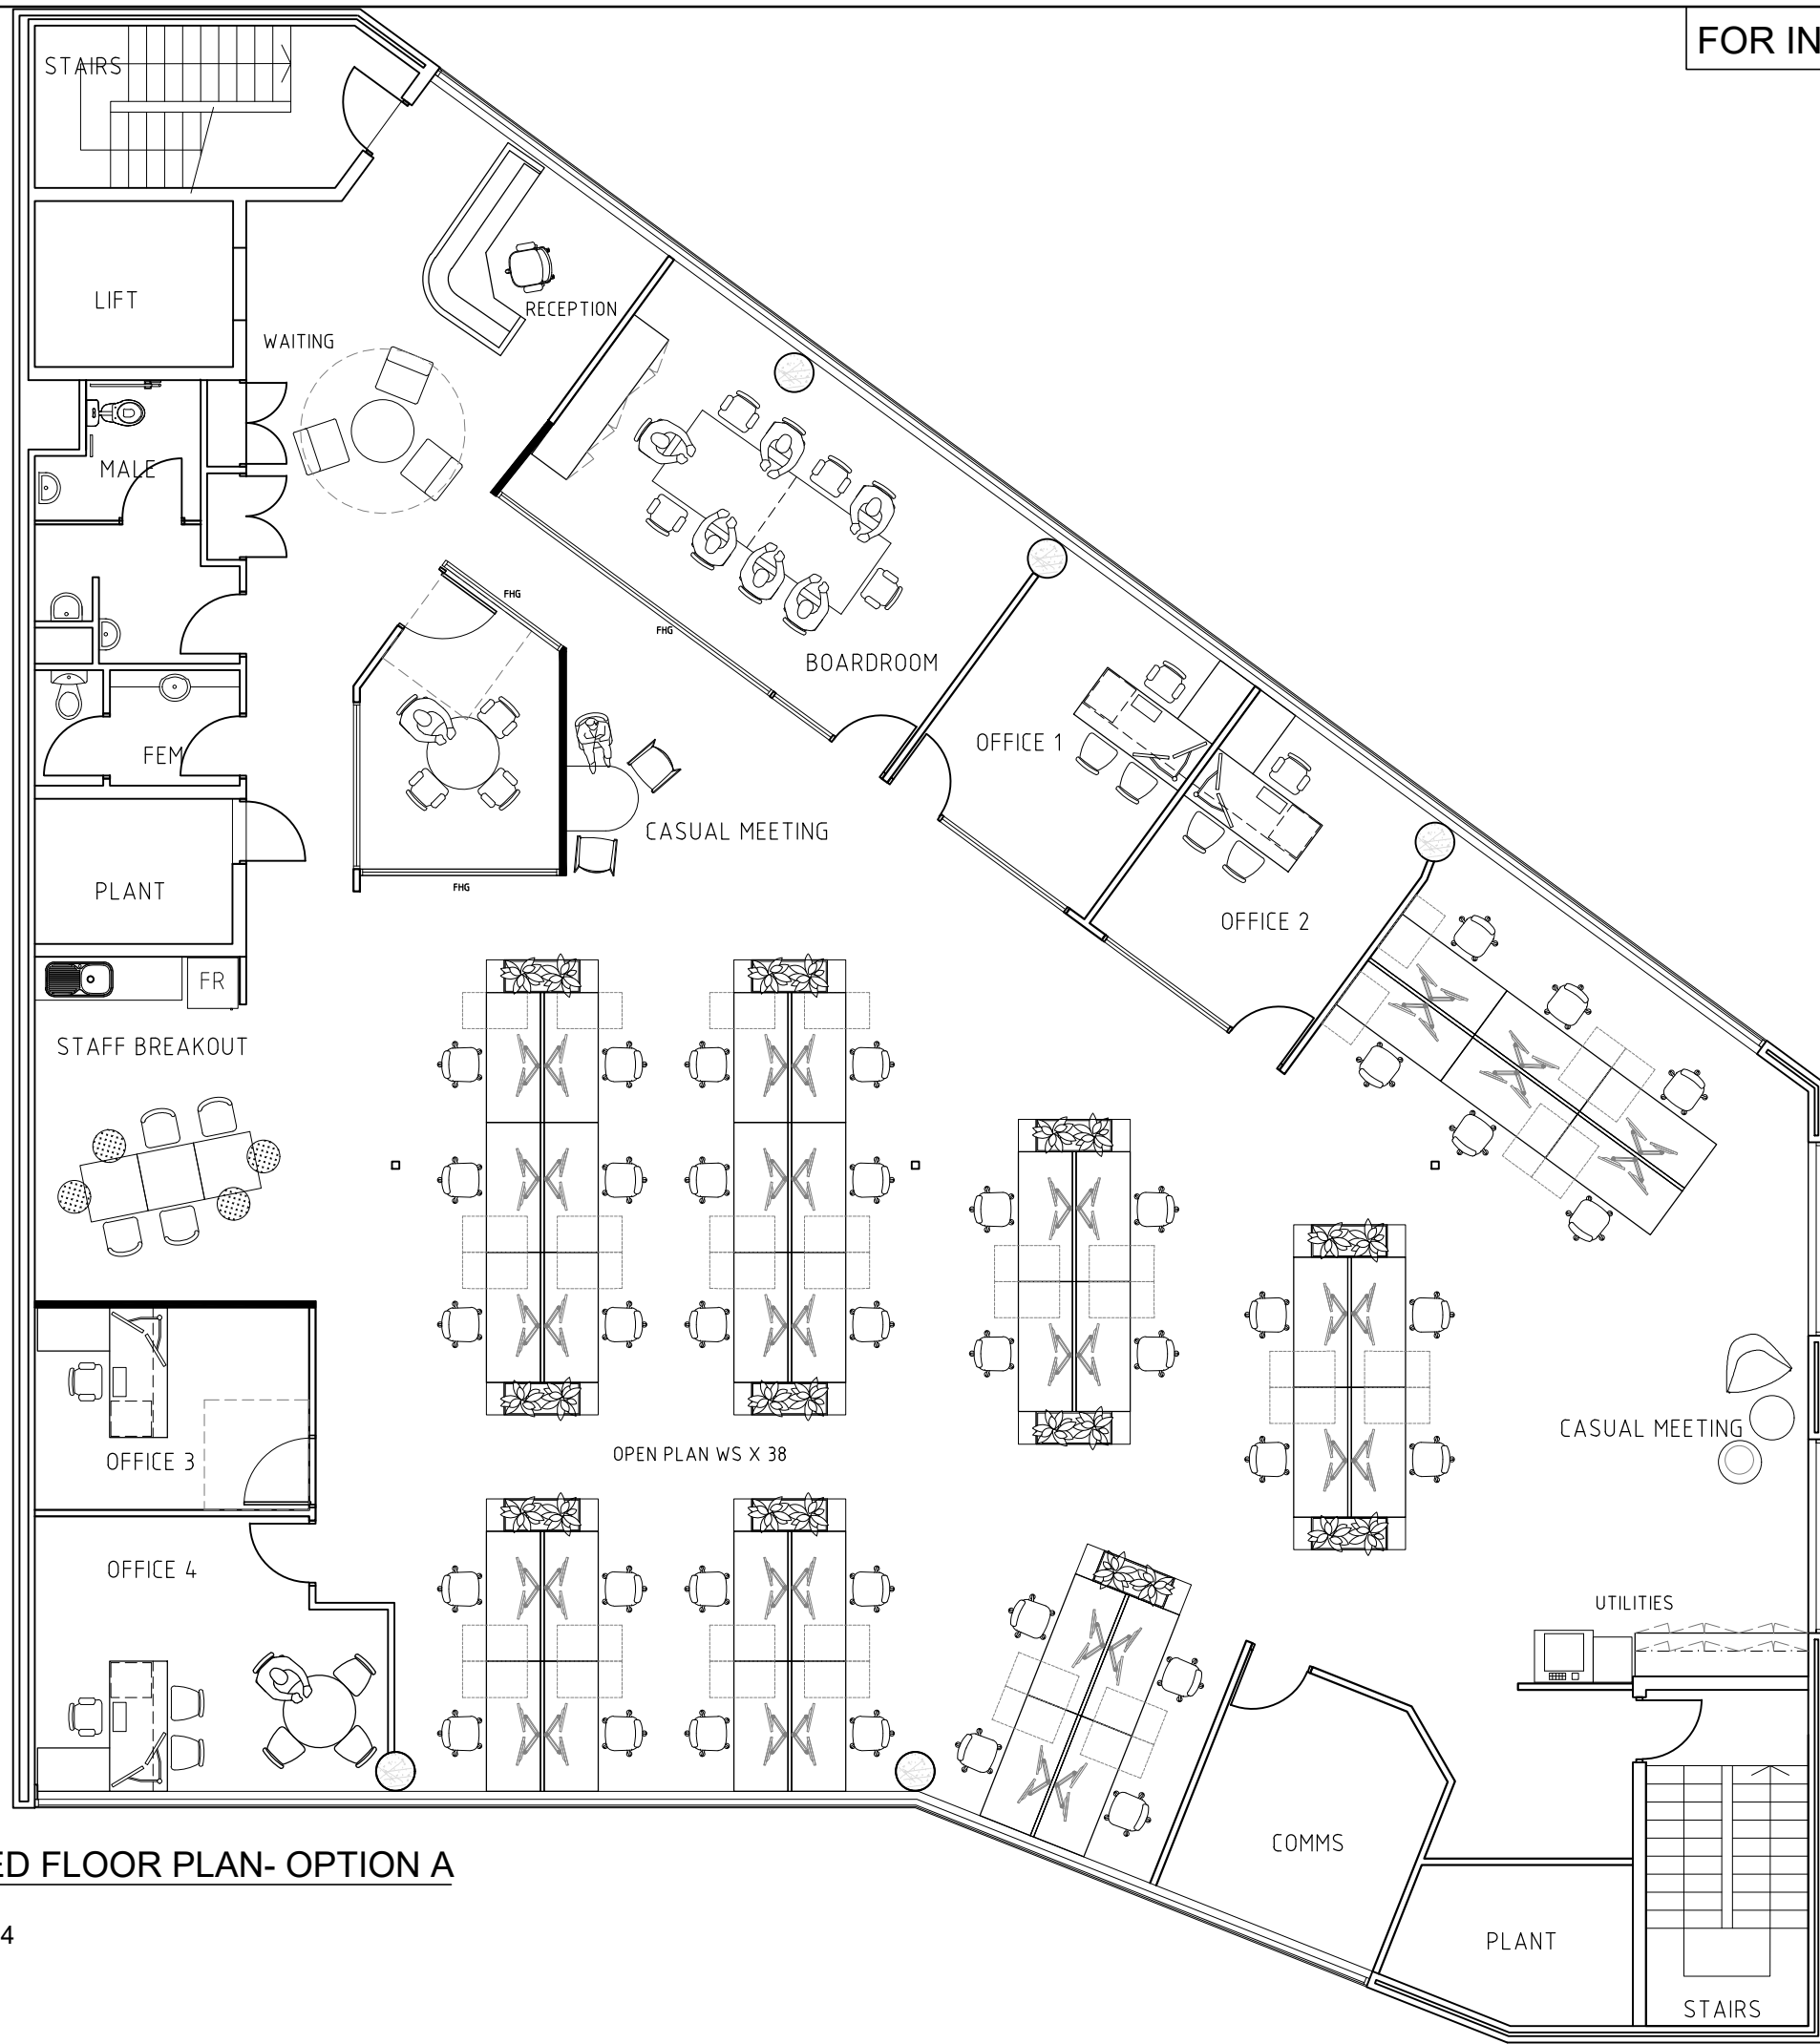 FOR IN
STAIRS
LIFT
RECEPTION
WAITING
MALE
FHG
FHG
BOARDROOM
FEM
OFFICE 1
CASUAL MEETING
PLANT
FHG
OFFICE 2
FR
STAFF BREAKOUT
CASUAL MEETING
OFFICE 3
OPEN PLAN WS X 38
OFFICE 4
UTILITIES
COMMS
ED FLOOR PLAN- OPTION A
4
PLANT
STAIRS